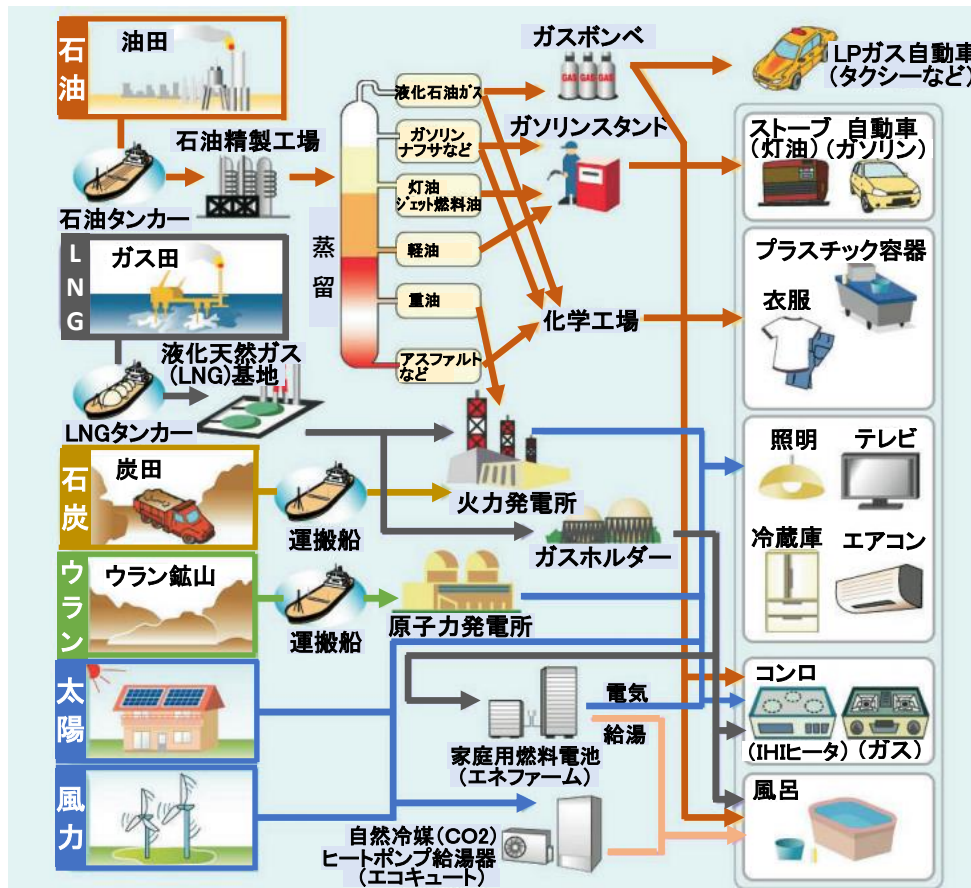 石油
油田
石油タンカー
石油精製工場
蒸留
液化石油ガス
ガソリン
ナフサなど
灯油
ジェット燃料油
軽油
重油
アスファルト
など
ガスボンベ
GAS GAS GAS
ガソリンスタンド
化学工場
LPガス自動車
(タクシーなど)
ストーブ 自動車
(灯油) (ガソリン)
プラスチック容器
衣服
LNG
ガス田
LNGタンカー
液化天然ガス
(LNG)基地
火力発電所
ガスホルダー
照明 テレビ
冷蔵庫 エアコン
石炭
炭田
運搬船
ウラン
ウラン鉱山
運搬船
原子力発電所
太陽
電気
給湯
家庭用燃料電池
(エネファーム)
コンロ
(IHIヒータ) (ガス)
風力
自然冷媒(CO2)
ヒートポンプ給湯器
(エコキュート)
風呂